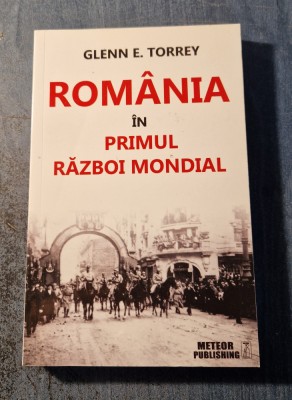 GLENN E. TORREY
ROMÂNIA
ÎN
PRIMUL
RĂZBOI MONDIAL
METEOR
PUBLISHING